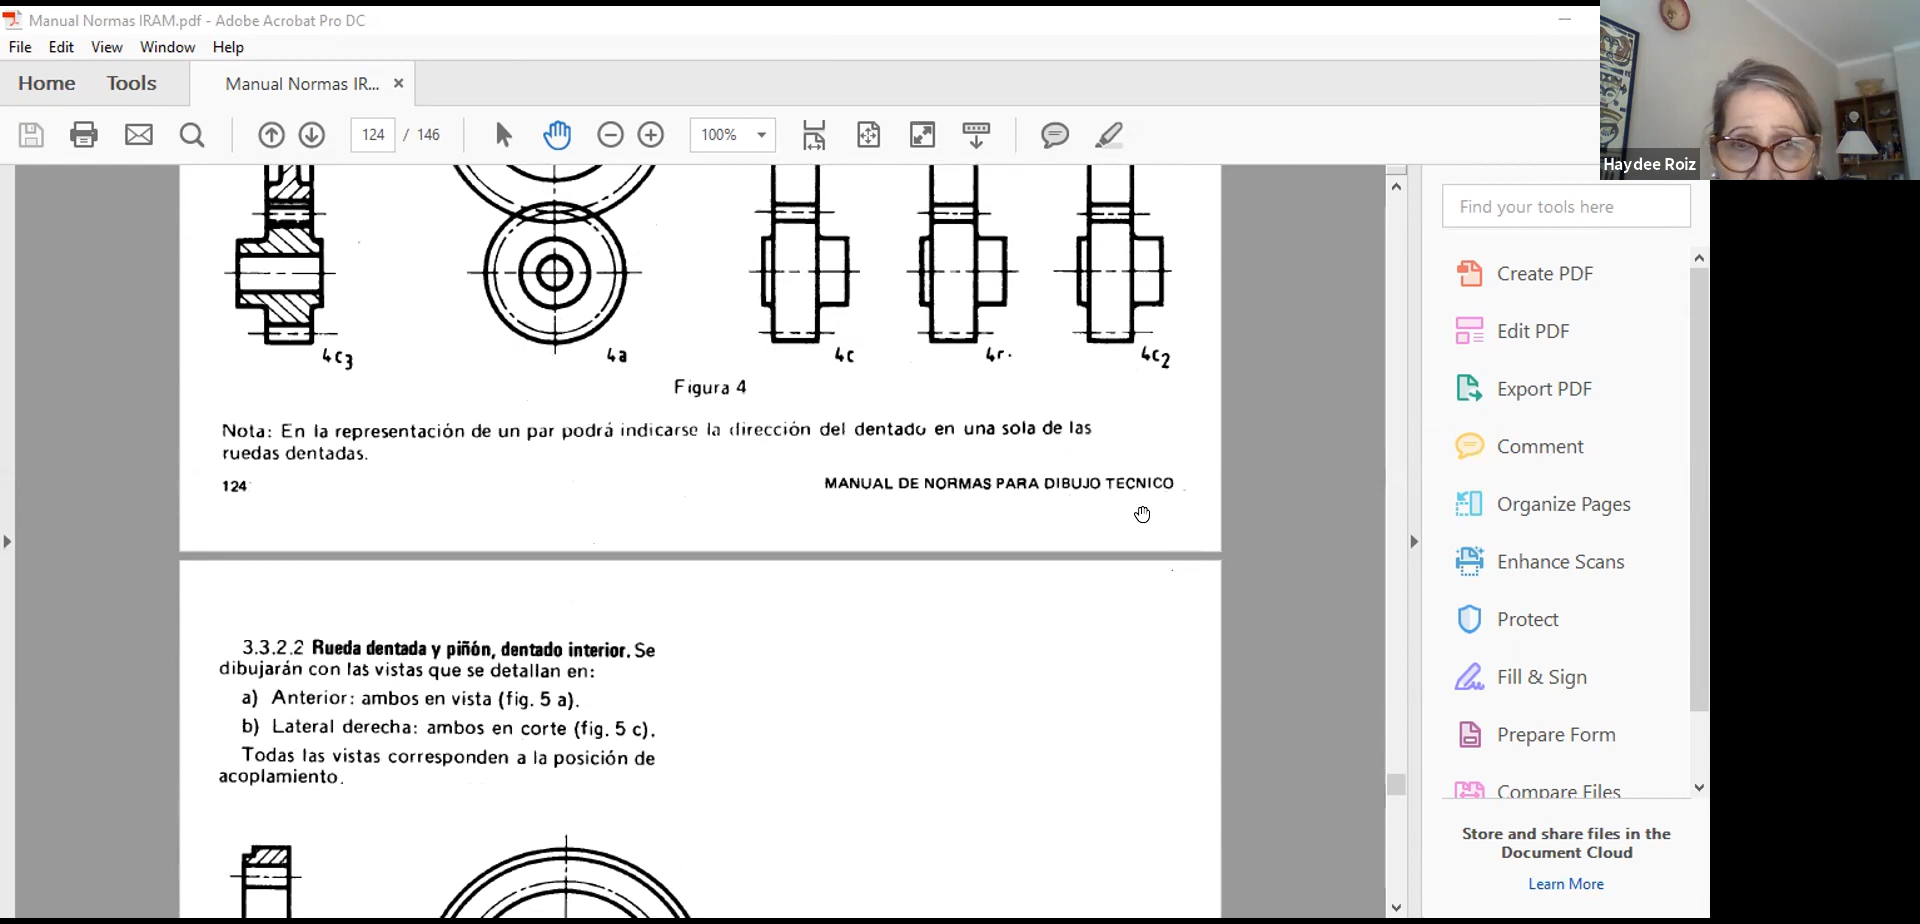 Manual Normas IRAM.pdf - Adobe Acrobat Pro DC
File Edit View Window Help
Home Tools Manual Normas IR... ×
124 / 146 100%
Haydee Roiz
4c3 4a 4c 4r. 4c2
Figura 4
Nota: En la representación de un par podrá indicarse la dirección del dentado en una sola de las
ruedas dentadas.
124 MANUAL DE NORMAS PARA DIBUJO TECNICO
3.3.2.2 Rueda dentada y piñón, dentado interior. Se
dibujarán con las vistas que se detallan en:
a) Anterior: ambos en vista (fig. 5 a).
b) Lateral derecha: ambos en corte (fig. 5 c).
Todas las vistas corresponden a la posición de
acoplamiento.
Find your tools here
Create PDF
Edit PDF
Export PDF
Comment
Organize Pages
Enhance Scans
Protect
Fill & Sign
Prepare Form
Compare Files
Store and share files in the
Document Cloud
Learn More